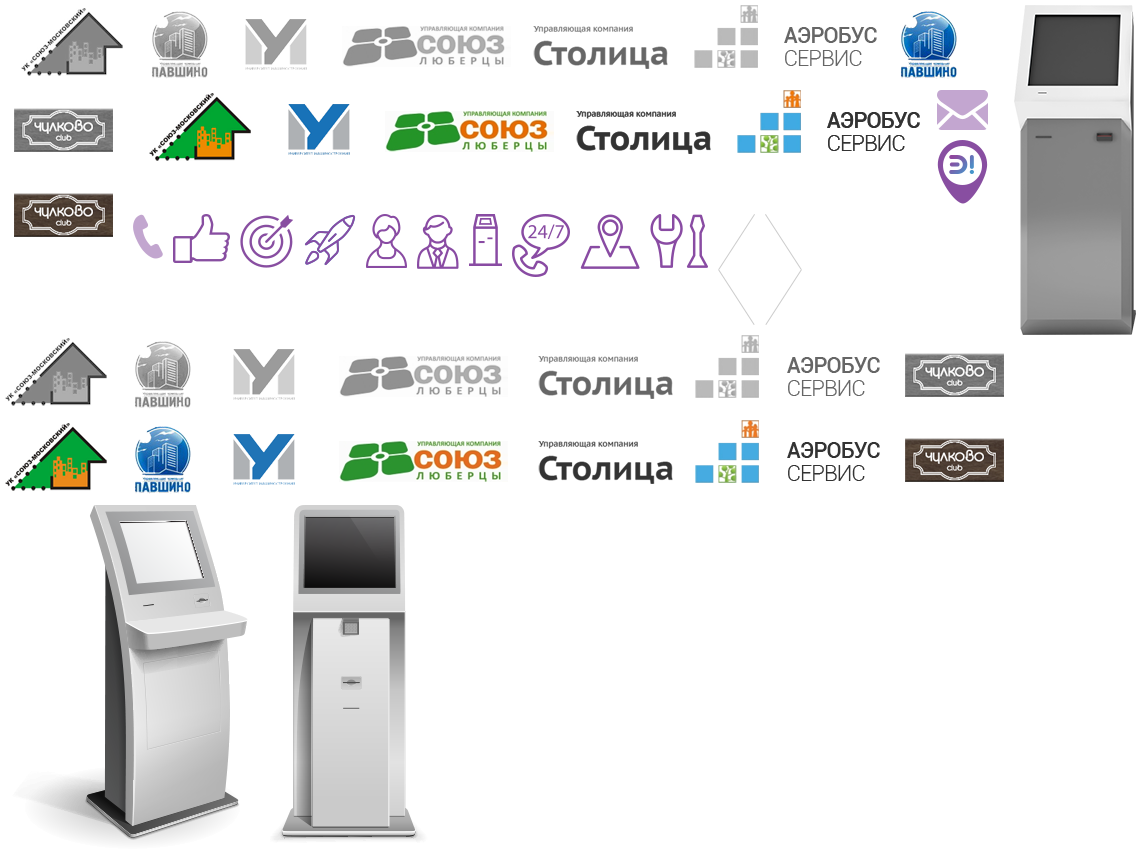 УК «СОЮЗ-МОСКОВСКИЙ»
ПАВШИНО
УПРАВЛЯЮЩАЯ КОМПАНИЯ
СОЮЗ
ЛЮБЕРЦЫ
Управляющая компания
Столица
АЭРОБУС
СЕРВИС
ПАВШИНО
ЧУЛКОВО
club
УК «СОЮЗ-МОСКОВСКИЙ»
УПРАВЛЯЮЩАЯ КОМПАНИЯ
СОЮЗ
ЛЮБЕРЦЫ
Управляющая компания
Столица
АЭРОБУС
СЕРВИС
Э!
ЧУЛКОВО
club
24/7
УК «СОЮЗ-МОСКОВСКИЙ»
ПАВШИНО
УПРАВЛЯЮЩАЯ КОМПАНИЯ
СОЮЗ
ЛЮБЕРЦЫ
Управляющая компания
Столица
АЭРОБУС
СЕРВИС
ЧУЛКОВО
club
УК «СОЮЗ-МОСКОВСКИЙ»
ПАВШИНО
УПРАВЛЯЮЩАЯ КОМПАНИЯ
СОЮЗ
ЛЮБЕРЦЫ
Управляющая компания
Столица
АЭРОБУС
СЕРВИС
ЧУЛКОВО
club